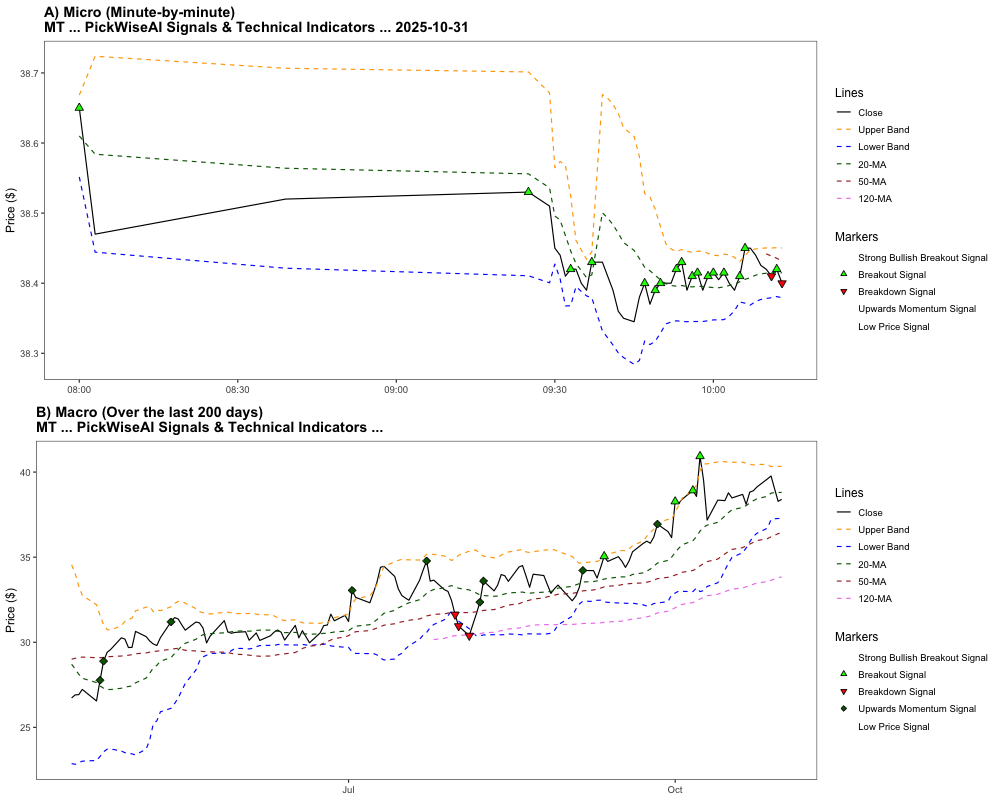 A) Micro (Minute-by-minute)
MT ... PickWiseAI Signals & Technical Indicators ... 2025-10-31
Price ($)
38.7
38.6
38.5
38.4
38.3
08:00
08:30
09:00
09:30
10:00
Lines
Close
Upper Band
Lower Band
20-MA
50-MA
120-MA
Markers
Strong Bullish Breakout Signal
Breakout Signal
Breakdown Signal
Upwards Momentum Signal
Low Price Signal
B) Macro (Over the last 200 days)
MT ... PickWiseAI Signals & Technical Indicators ...
Price ($)
40
35
30
25
Jul
Oct
Lines
Close
Upper Band
Lower Band
20-MA
50-MA
120-MA
Markers
Strong Bullish Breakout Signal
Breakout Signal
Breakdown Signal
Upwards Momentum Signal
Low Price Signal